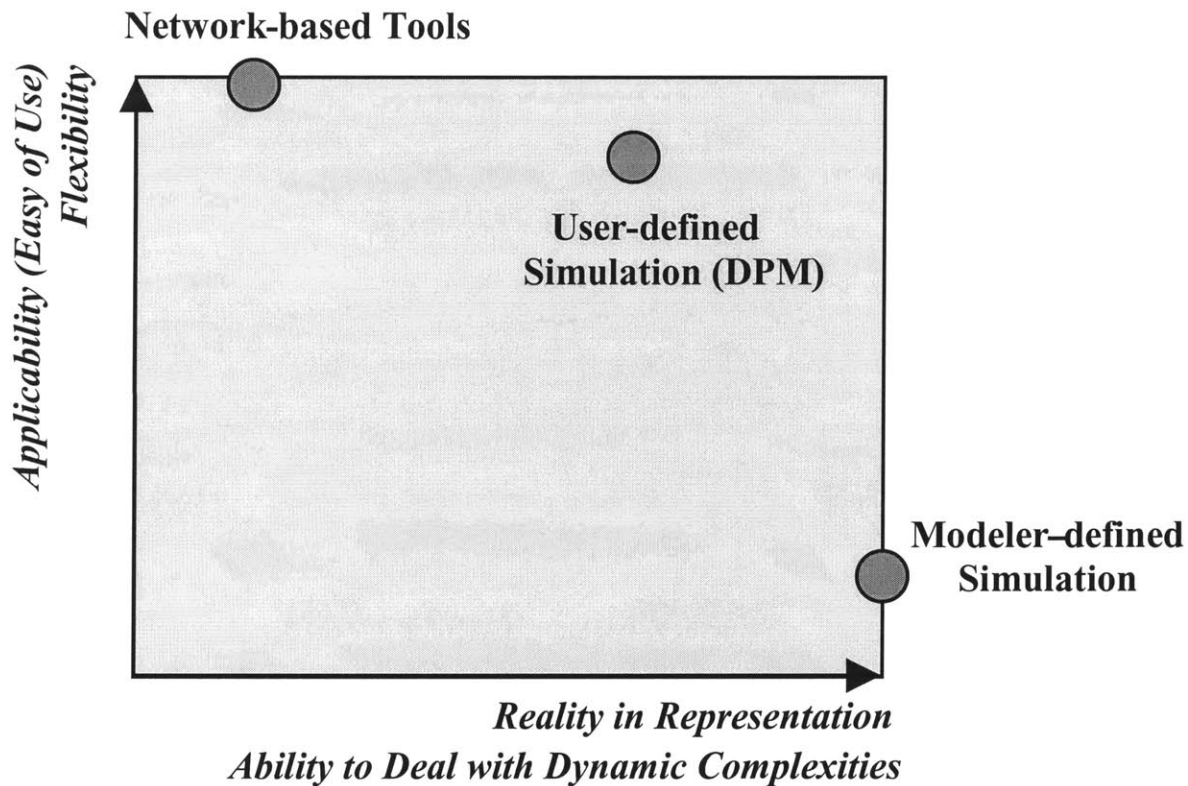 Network-based Tools
Applicability (Easy of Use)
Flexibility
User-defined
Simulation (DPM)
Modeler–defined
Simulation
Reality in Representation
Ability to Deal with Dynamic Complexities